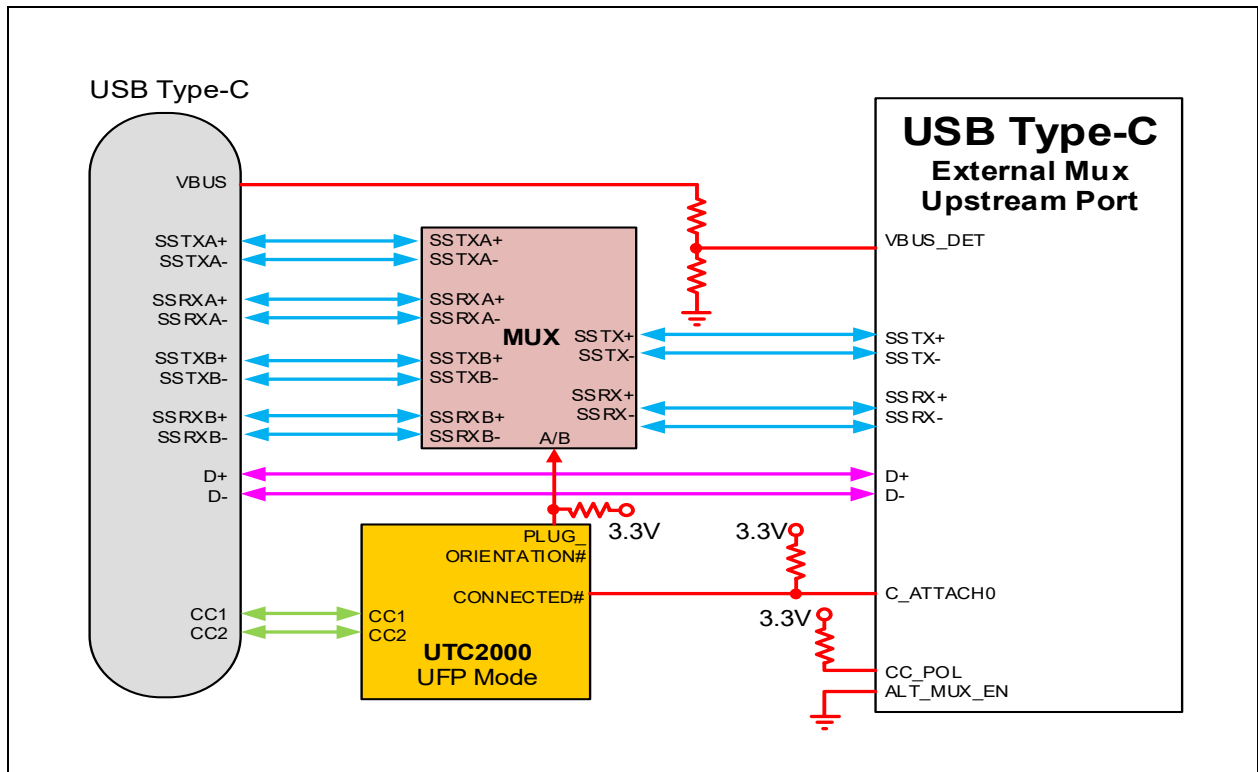 USB Type-C
VBUS
SSTXA+
SSTXA-
SSRXA+
SSRXA-
SSTXB+
SSTXB-
SSRXB+
SSRXB-
D+
D-
CC1
CC2
SSTXA+
SSTXA-
SSRXA+
SSRXA-
MUX
SSTXB+
SSTXB-
SSRXB+
SSRXB-
SSTX+
SSTX-
SSRX+
SSRX-
A/B
3.3V
PLUG_
ORIENTATION#
CONNECTED#
CC1
CC2
UTC2000
UFP Mode
3.3V
3.3V
USB Type-C
External Mux
Upstream Port
VBUS_DET
SSTX+
SSTX-
SSRX+
SSRX-
D+
D-
C_ATTACH0
CC_POL
ALT_MUX_EN